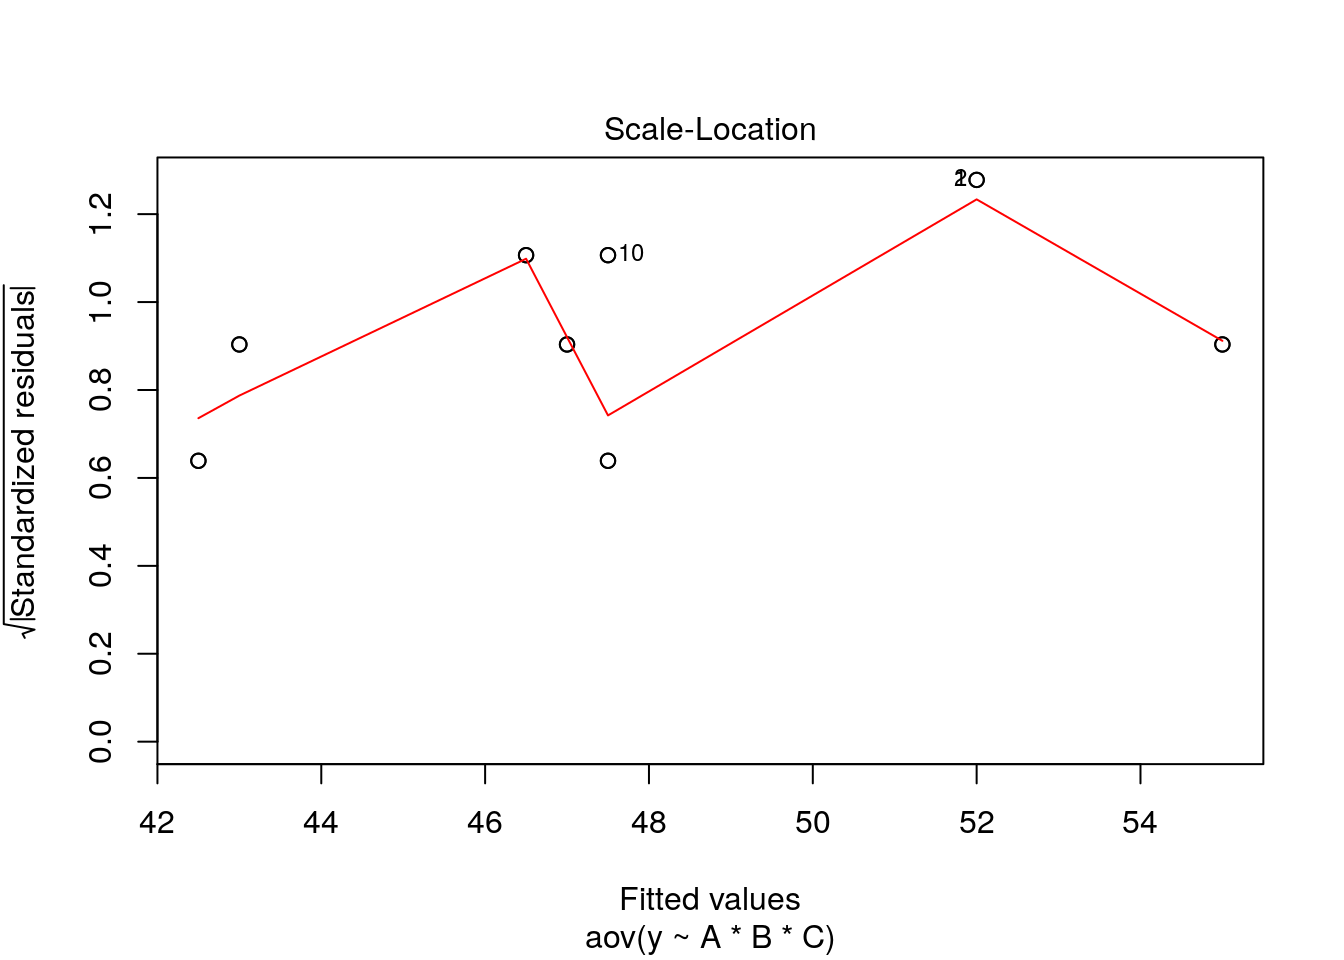 Scale-Location
√|Standardized residuals|
1.2
1.0
0.8
0.6
0.4
0.2
0.0
10
42 44 46 48 50 52 54
Fitted values
aov(y ~ A * B * C)